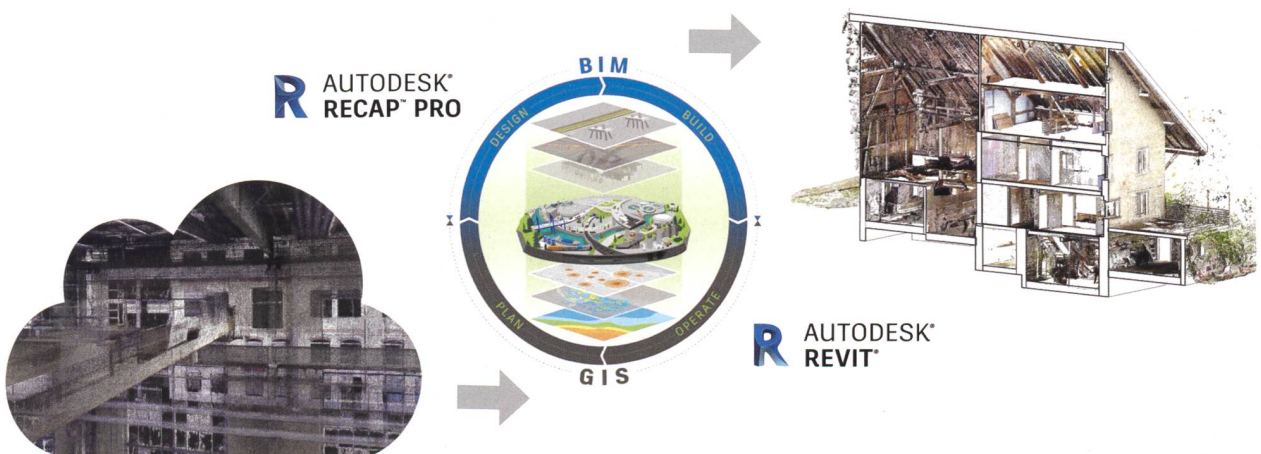 AUTODESK®
RECAP™ PRO
BIM
DESIGN
BUILD
PLAN
OPERATE
GIS
AUTODESK®
REVIT®